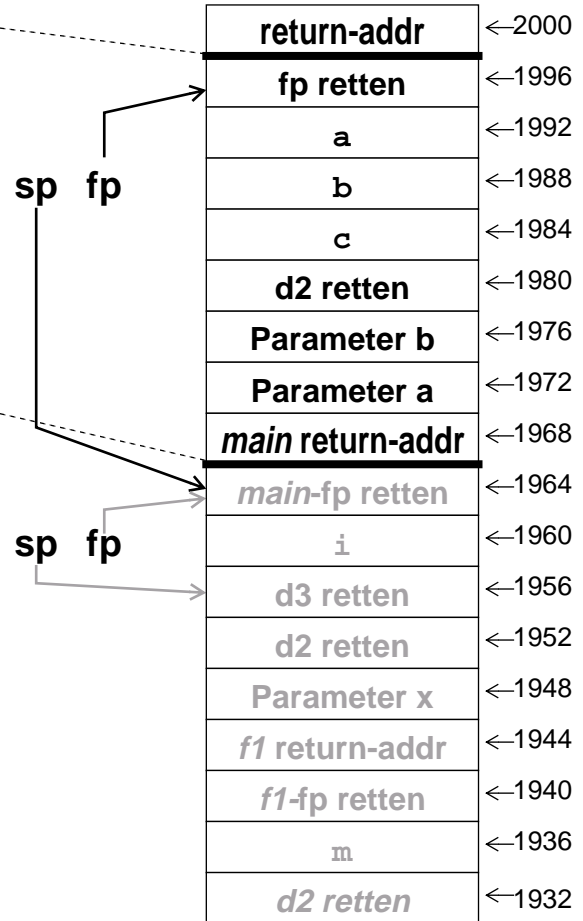 return-addr ←2000
fp retten ←1996
a ←1992
b ←1988
sp fp
c ←1984
d2 retten ←1980
Parameter b ←1976
Parameter a ←1972
main return-addr ←1968
main-fp retten ←1964
sp fp
i ←1960
d3 retten ←1956
d2 retten ←1952
Parameter x ←1948
f1 return-addr ←1944
f1-fp retten ←1940
m ←1936
d2 retten ←1932